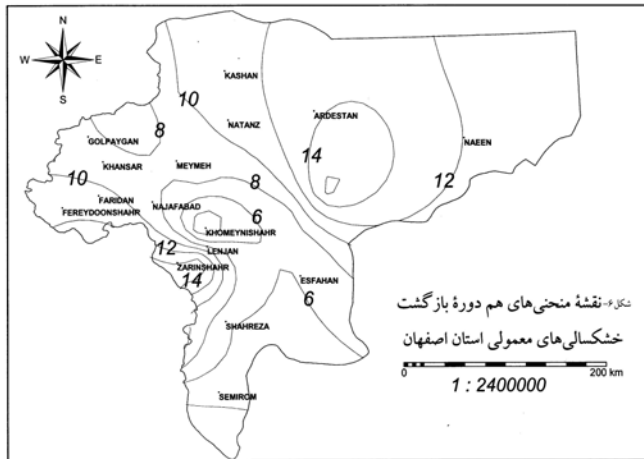 N
W E
S
KASHAN
10
ARDESTAN
NATANZ
8
GOLPAYGAN
NAEEN
14
KHANSAR
MEYMEH
10
8
12
FARIDAN
NAJAFABAD
FEREYDOONSHAHR
6
KHOMEYNISHAHR
12
LENJAN
ZARINSHAHR
14
ESFAHAN
6
شکل۶- نقشهٔ منحنی‌های هم دورهٔ بازگشت
SHAHREZA
خشکسالی‌های معمولی استان اصفهان
0 200 km
1 : 2400000
SEMIROM